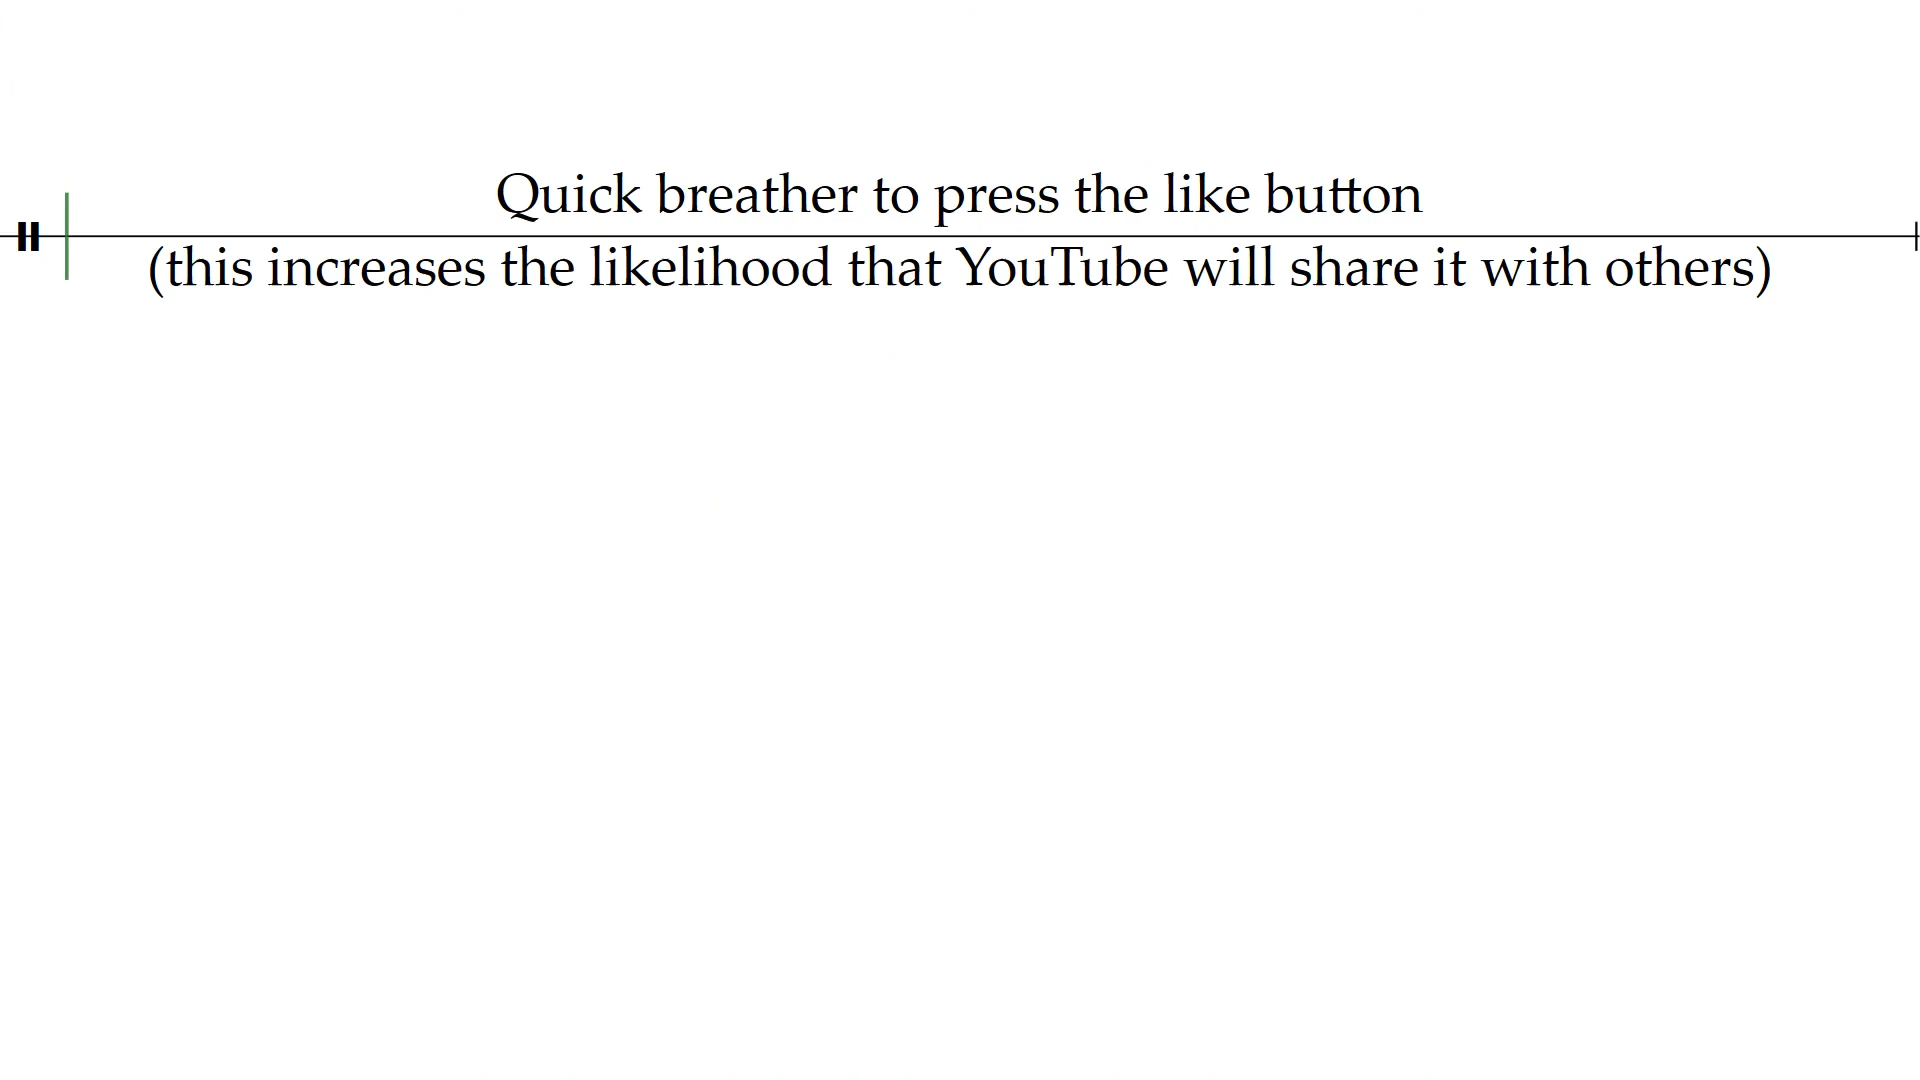 Quick breather to press the like button
(this increases the likelihood that YouTube will share it with others)